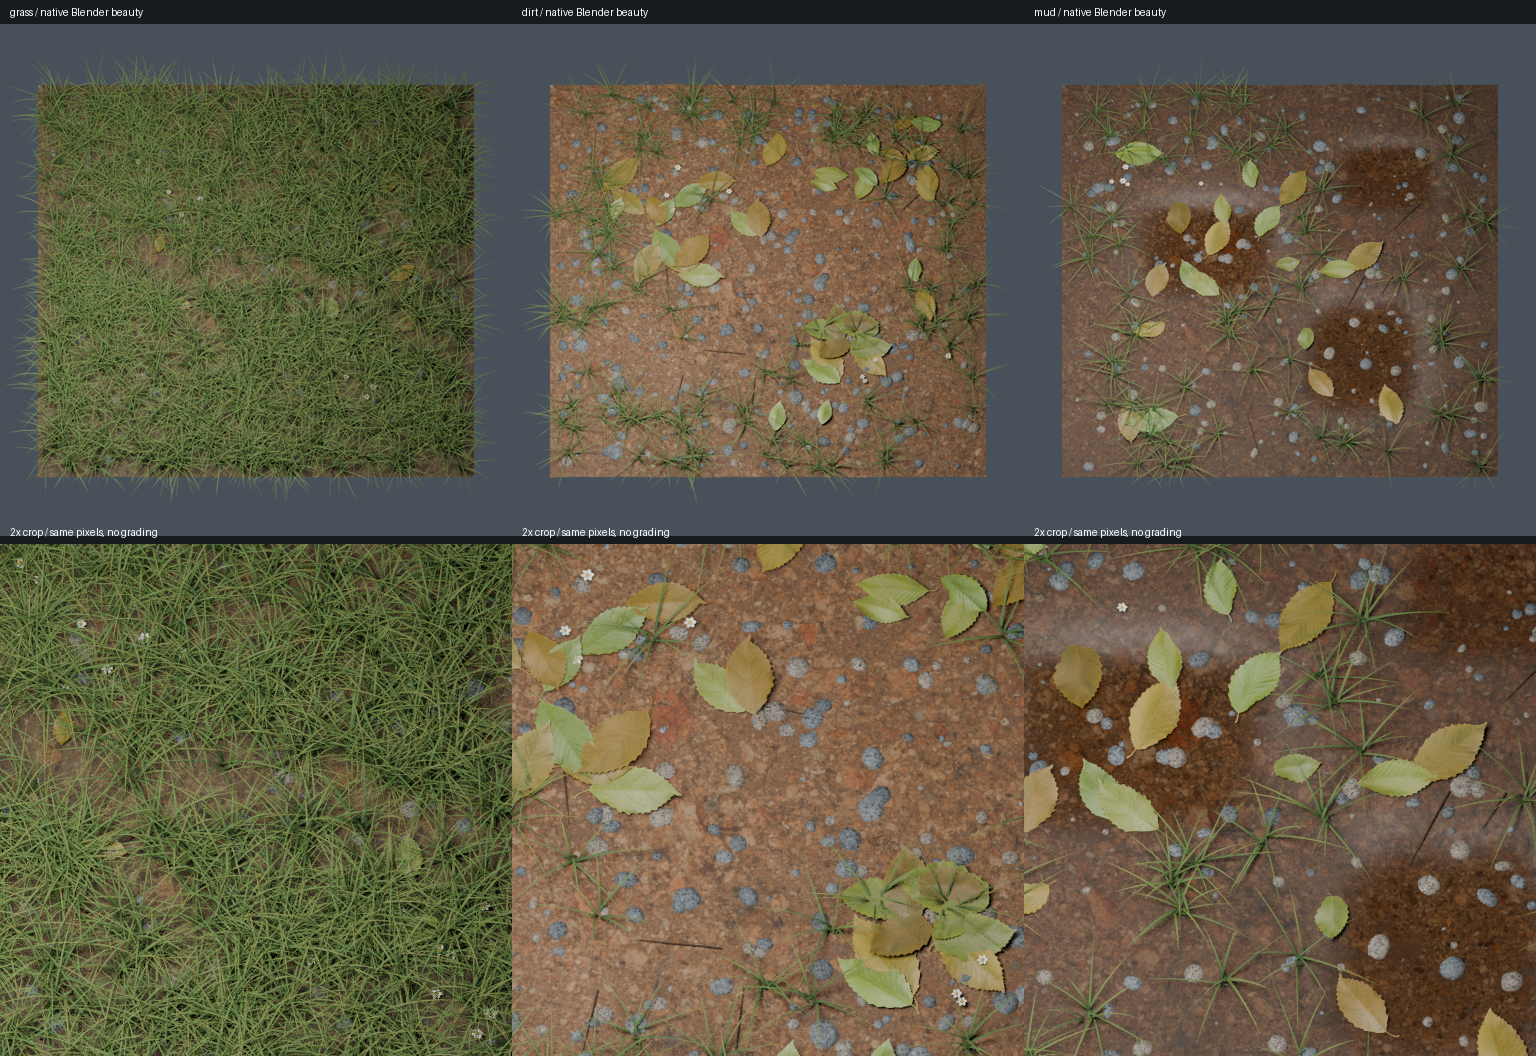 grass / native Blender beauty
dirt / native Blender beauty
mud / native Blender beauty
2x crop / same pixels, no grading
2x crop / same pixels, no grading
2x crop / same pixels, no grading